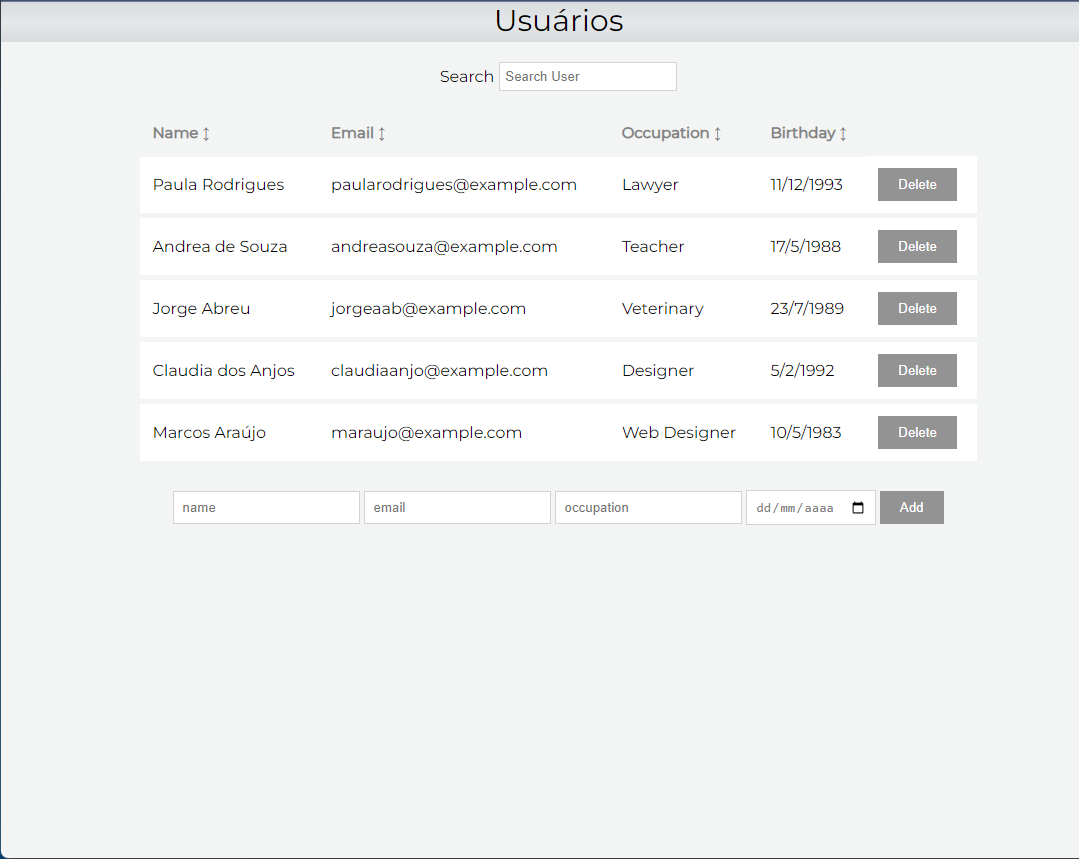 Usuários
Search Search User
Name ↕ Email ↕ Occupation ↕ Birthday ↕
Paula Rodrigues paularodrigues@example.com Lawyer 11/12/1993 Delete
Andrea de Souza andreasouza@example.com Teacher 17/5/1988 Delete
Jorge Abreu jorgeaab@example.com Veterinary 23/7/1989 Delete
Claudia dos Anjos claudiaanjo@example.com Designer 5/2/1992 Delete
Marcos Araújo maraujo@example.com Web Designer 10/5/1983 Delete
name email occupation dd/mm/aaaa Add